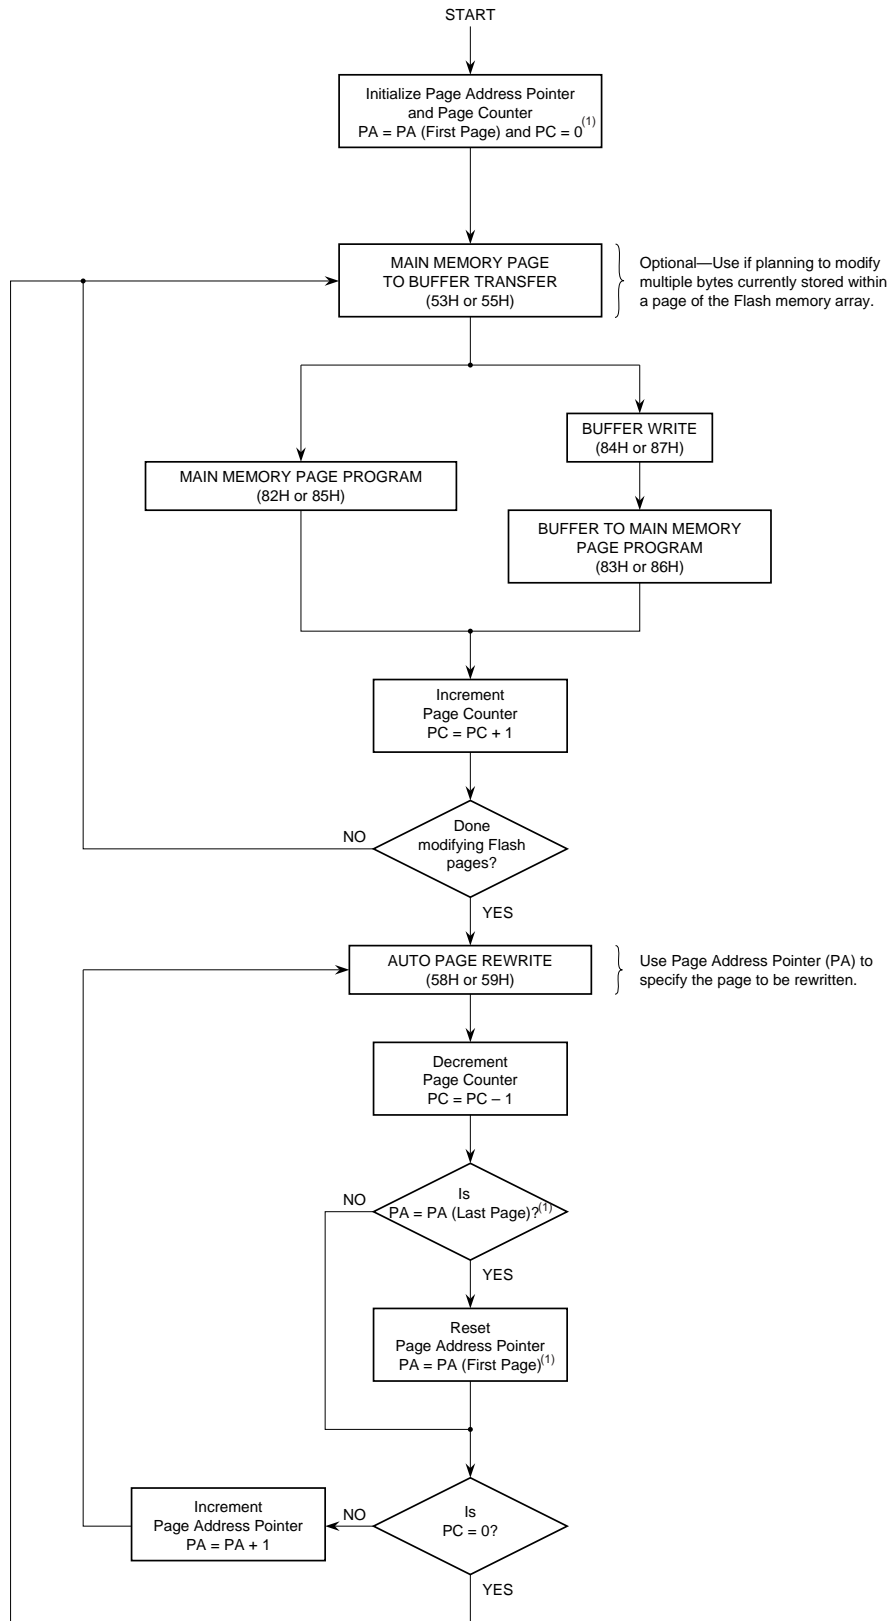 START
Initialize Page Address Pointer
and Page Counter
PA = PA (First Page) and PC = 0(1)
MAIN MEMORY PAGE
TO BUFFER TRANSFER
(53H or 55H)
Optional—Use if planning to modify
multiple bytes currently stored within
a page of the Flash memory array.
BUFFER WRITE
(84H or 87H)
MAIN MEMORY PAGE PROGRAM
(82H or 85H)
BUFFER TO MAIN MEMORY
PAGE PROGRAM
(83H or 86H)
Increment
Page Counter
PC = PC + 1
NO
Done
modifying Flash
pages?
YES
AUTO PAGE REWRITE
(58H or 59H)
Use Page Address Pointer (PA) to
specify the page to be rewritten.
Decrement
Page Counter
PC = PC – 1
NO
Is
PA = PA (Last Page)?(1)
YES
Reset
Page Address Pointer
PA = PA (First Page)(1)
Increment
Page Address Pointer
PA = PA + 1
NO
Is
PC = 0?
YES